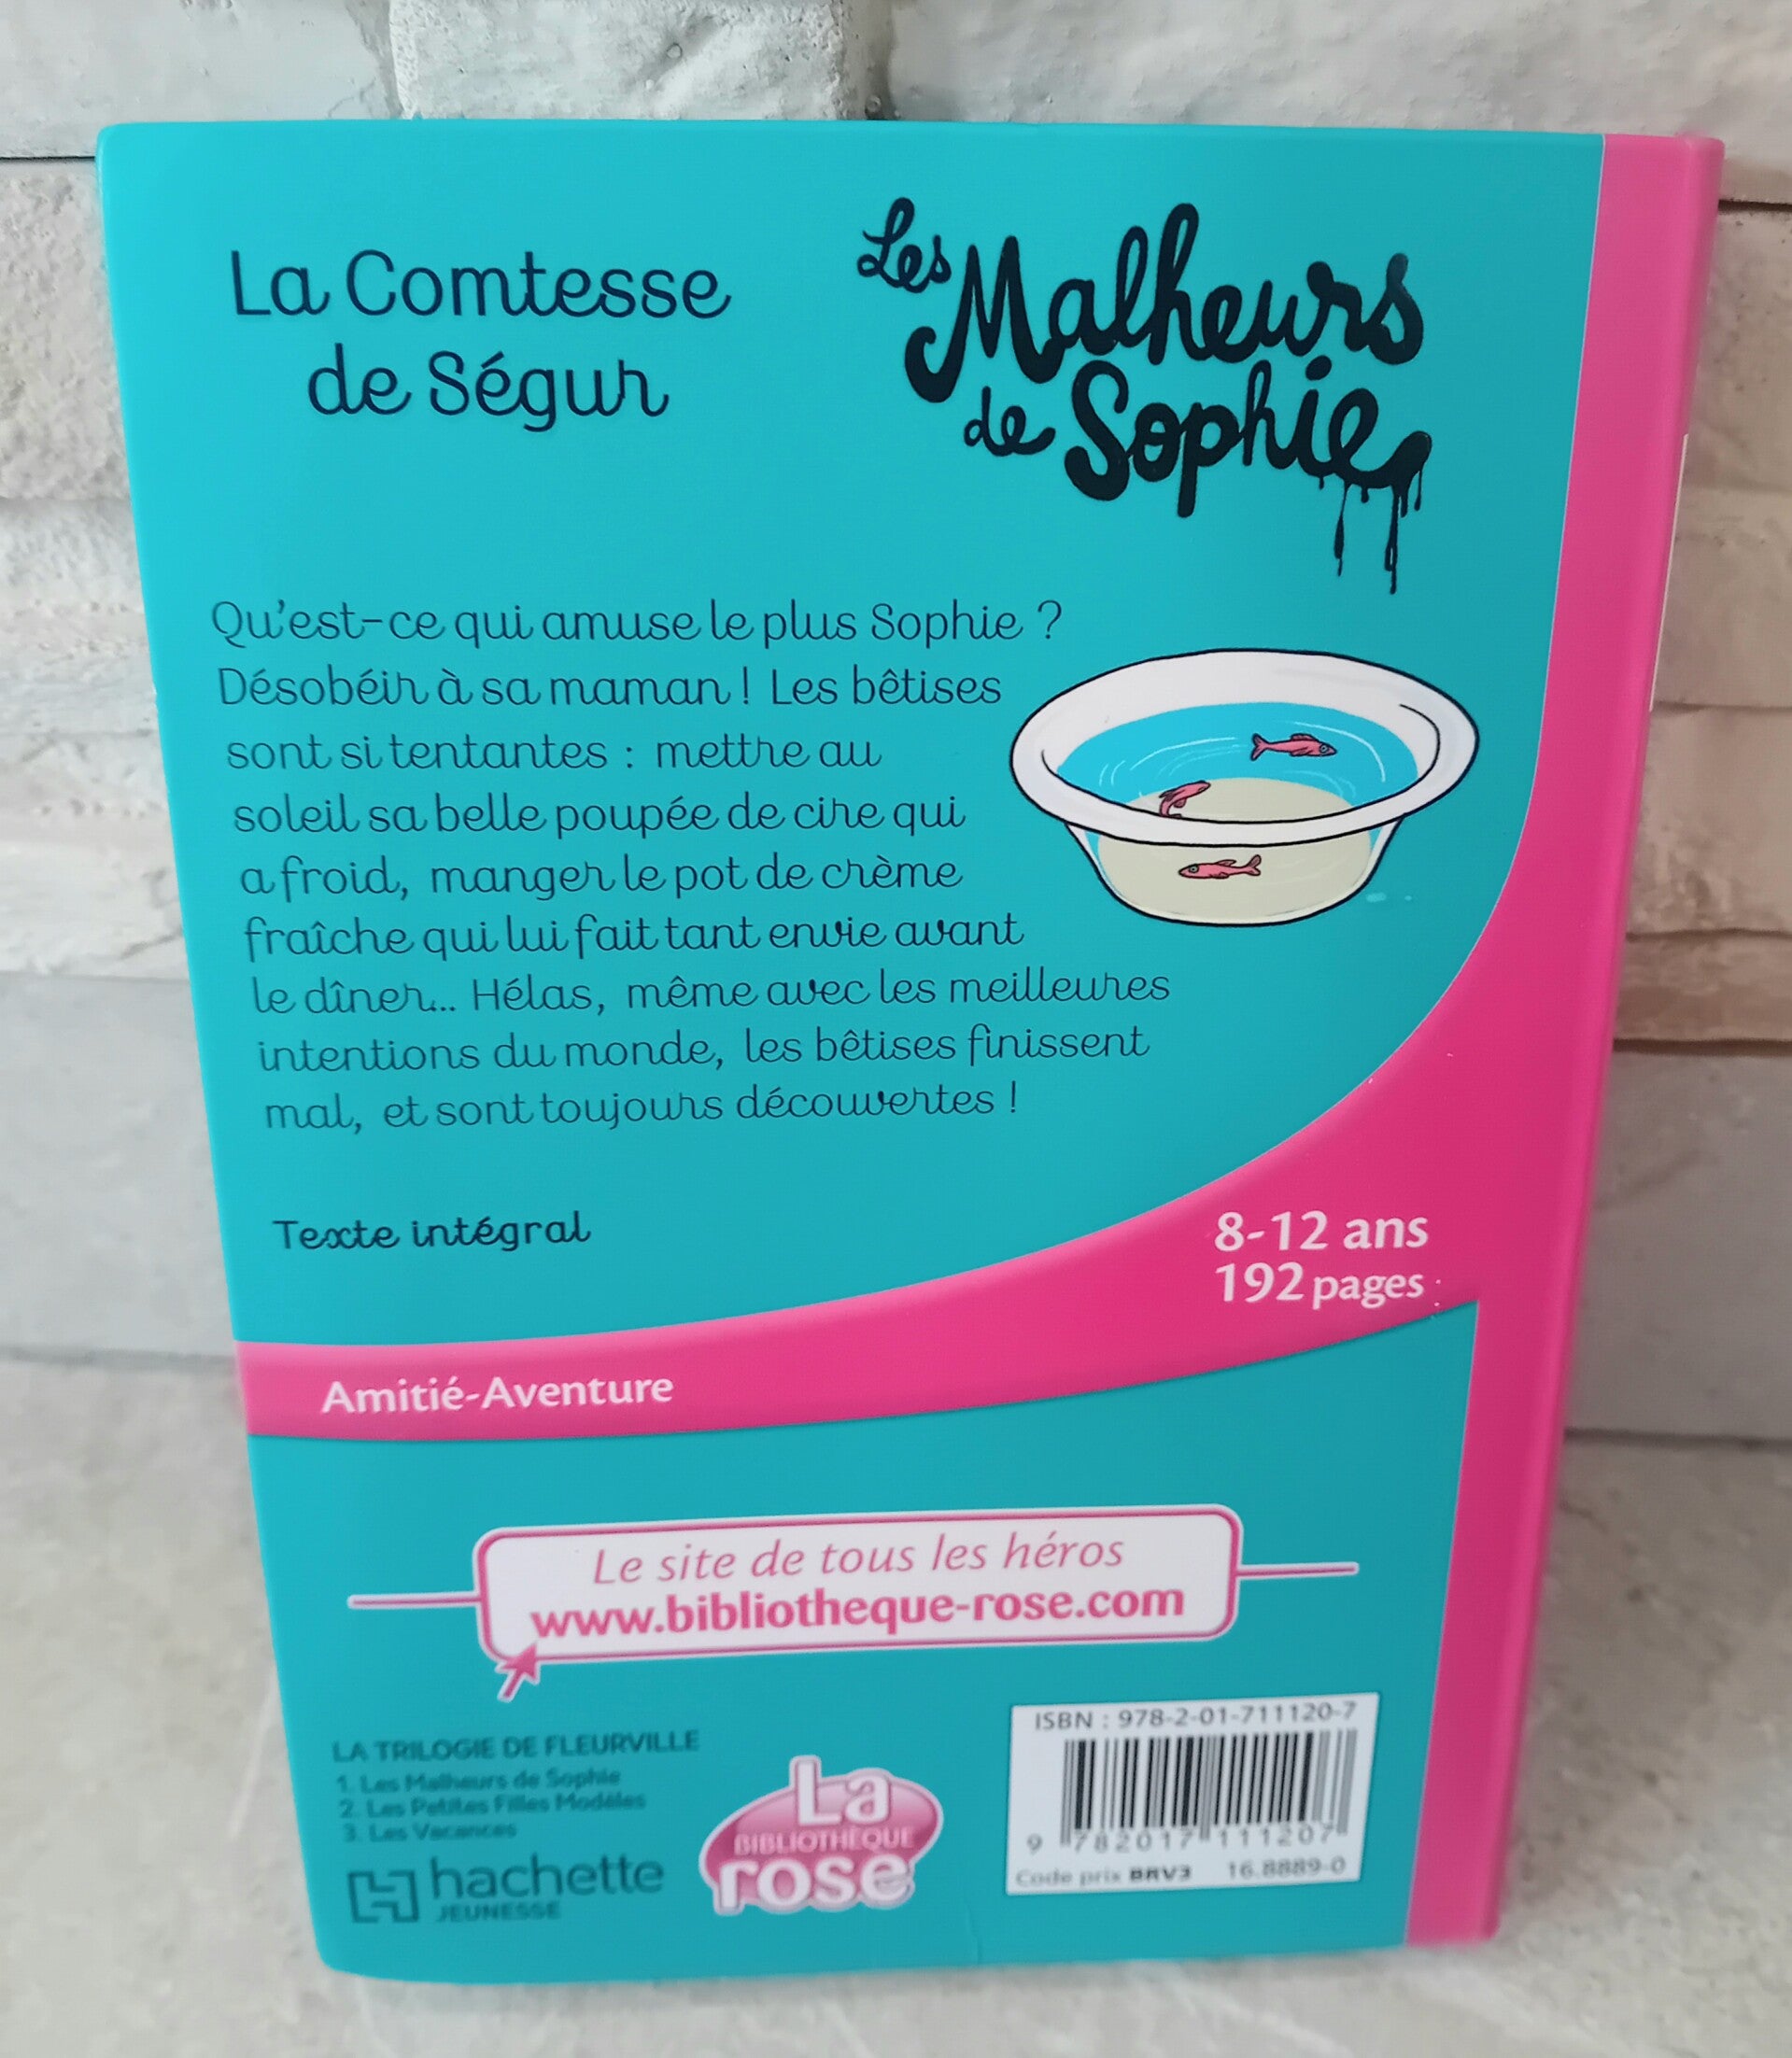 La Comtesse
de Ségur
Les
Malheurs
de Sophie
Qu'est-ce qui amuse le plus Sophie ?
Désobéir à sa maman ! Les bêtises
sont si tentantes : mettre au
soleil sa belle poupée de cire qui
a froid, manger le pot de crème
fraîche qui lui fait tant envie avant
le dîner... Hélas, même avec les meilleures
intentions du monde, les bêtises finissent
mal, et sont toujours découvertes !
Texte intégral
8-12 ans
192 pages
Amitié-Aventure
Le site de tous les héros
www.bibliotheque-rose.com
LA TRILOGIE DE FLEURVILLE
1. Les Malheurs de Sophie
2. Les Petites Filles Modèles
3. Les Vacances
hachette
JEUNESSE
La
BIBLIOTHÈQUE
rose
ISBN : 978-2-01-711120-7
9 782017 111207
Code prix BRV3 16.8889-0